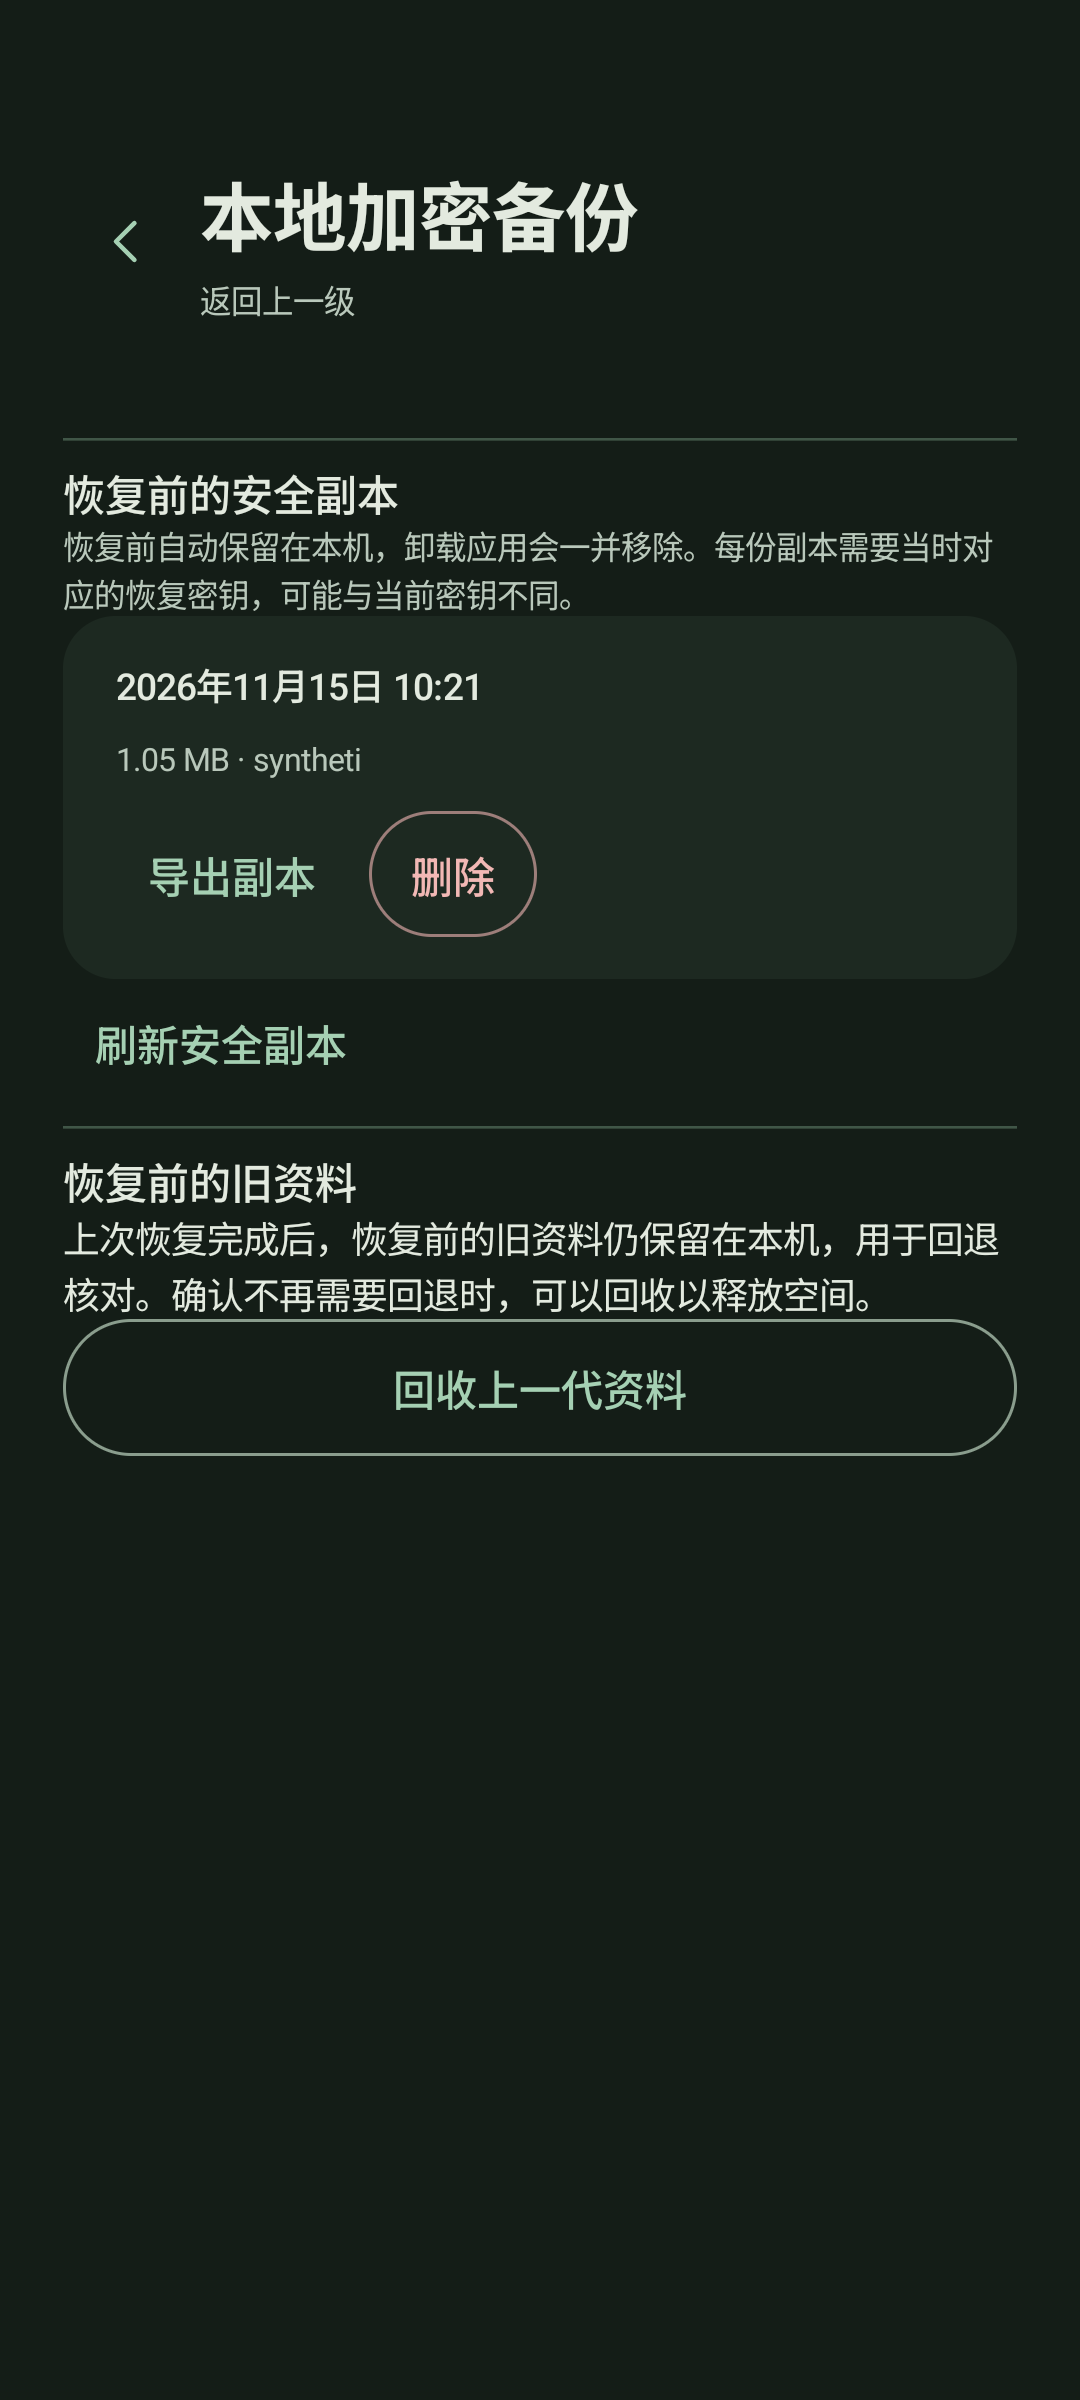 本地加密备份
返回上一级
恢复前的安全副本
恢复前自动保留在本机，卸载应用会一并移除。每份副本需要当时对
应的恢复密钥，可能与当前密钥不同。
2026年11月15日 10:21
1.05 MB · syntheti
导出副本
删除
刷新安全副本
恢复前的旧资料
上次恢复完成后，恢复前的旧资料仍保留在本机，用于回退
核对。确认不再需要回退时，可以回收以释放空间。
回收上一代资料